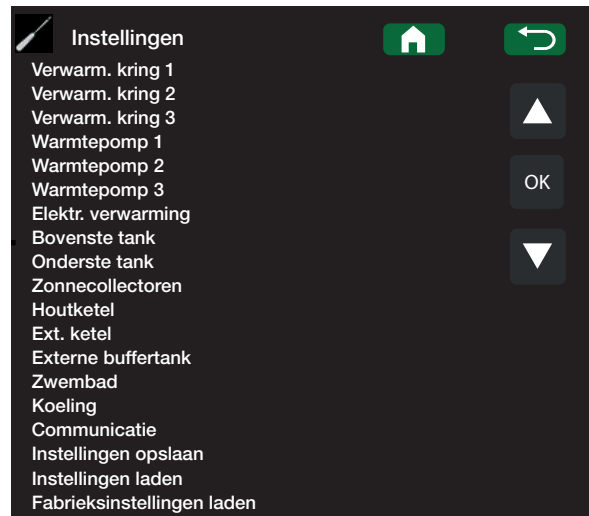 Instellingen
Verwarm. kring 1
Verwarm. kring 2
Verwarm. kring 3
Warmtepomp 1
Warmtepomp 2
Warmtepomp 3
OK
Elektr. verwarming
Bovenste tank
Onderste tank
Zonnecollectoren
Houtketel
Ext. ketel
Externe buffertank
Zwembad
Koeling
Communicatie
Instellingen opslaan
Instellingen laden
Fabrieksinstellingen laden